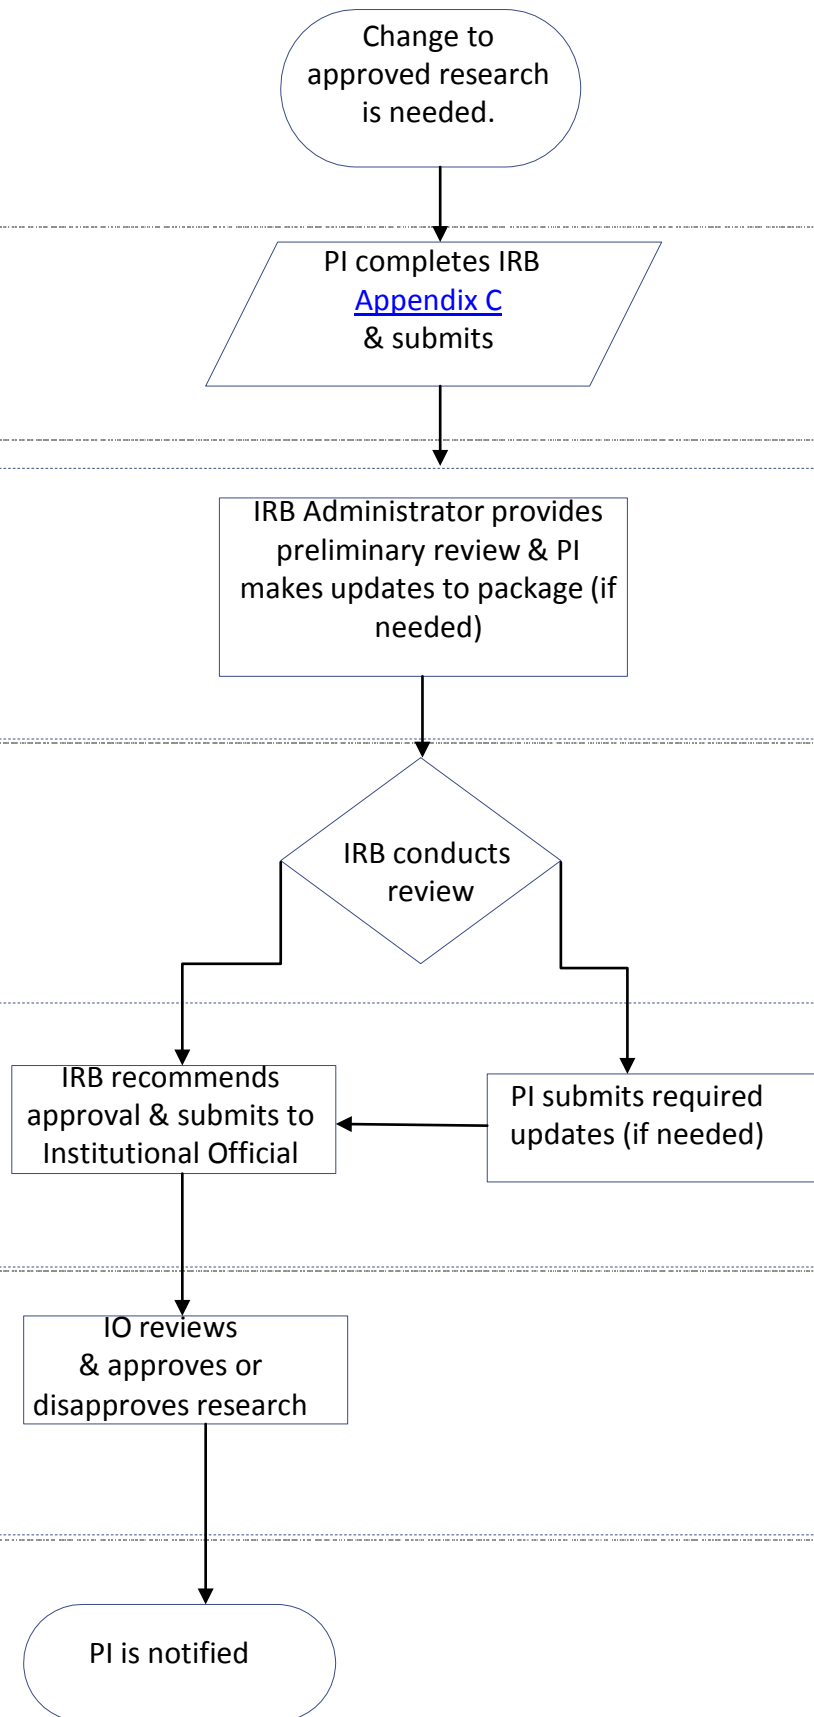 Change to
approved research
is needed.
PI completes IRB
Appendix C
& submits
IRB Administrator provides
preliminary review & PI
makes updates to package (if
needed)
IRB conducts
review
IRB recommends
approval & submits to
Institutional Official
PI submits required
updates (if needed)
IO reviews
& approves or
disapproves research
PI is notified